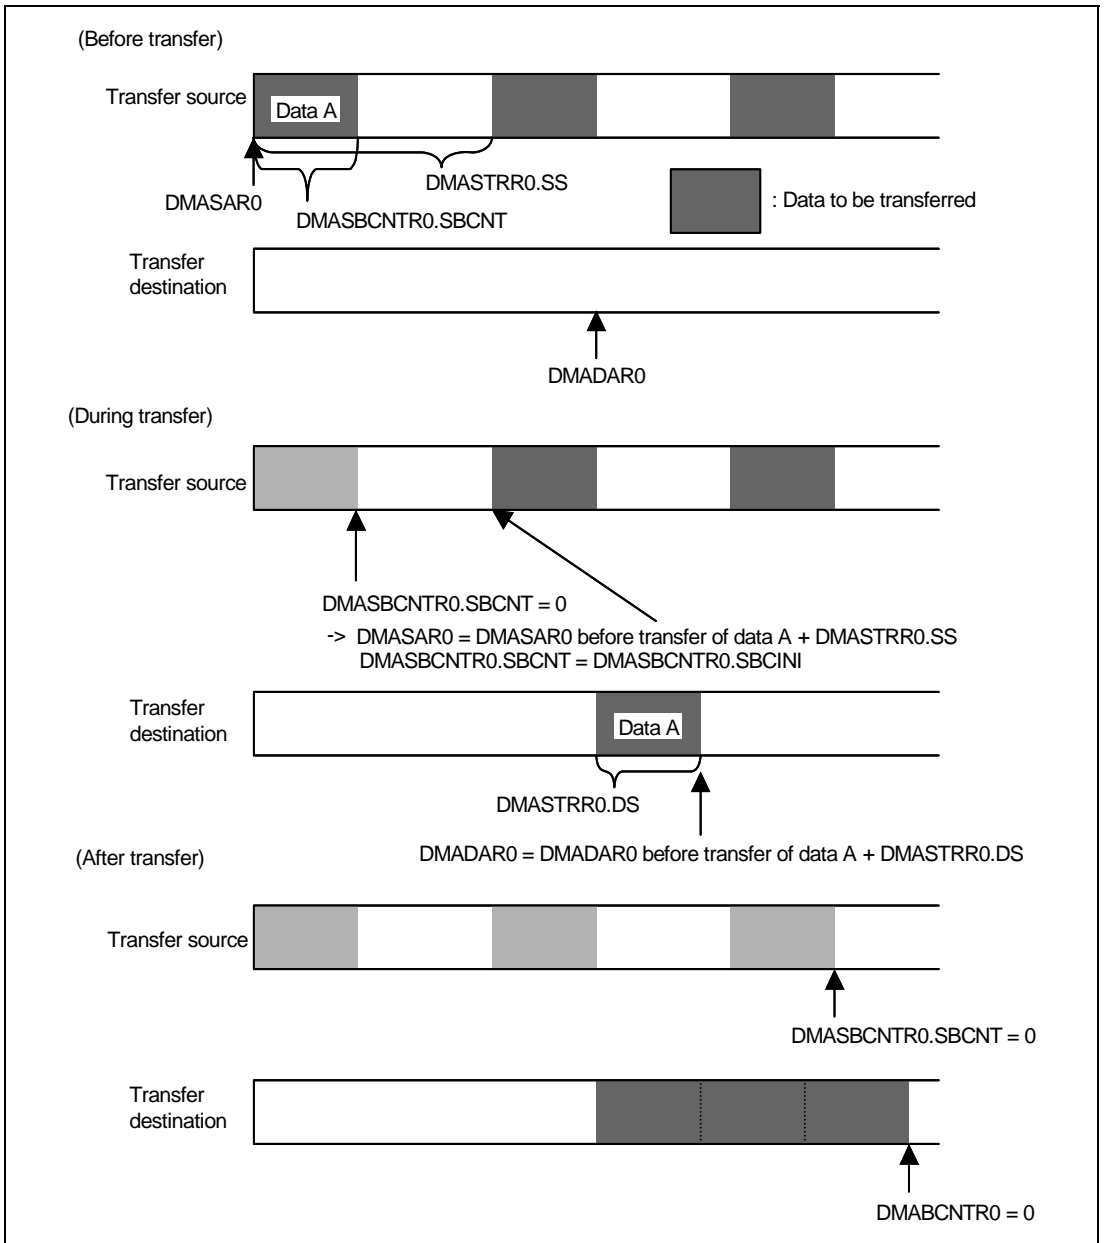 (Before transfer)
Transfer source
Data A
DMASTRR0.SS
DMASAR0
DMASBCNTR0.SBCNT
: Data to be transferred
Transfer
destination
DMADAR0
(During transfer)
Transfer source
DMASBCNTR0.SBCNT = 0
-> DMASAR0 = DMASAR0 before transfer of data A + DMASTRR0.SS
DMASBCNTR0.SBCNT = DMASBCNTR0.SBCINI
Transfer
destination
Data A
DMASTRR0.DS
DMADAR0 = DMADAR0 before transfer of data A + DMASTRR0.DS
(After transfer)
Transfer source
DMASBCNTR0.SBCNT = 0
Transfer
destination
DMABCNTR0 = 0